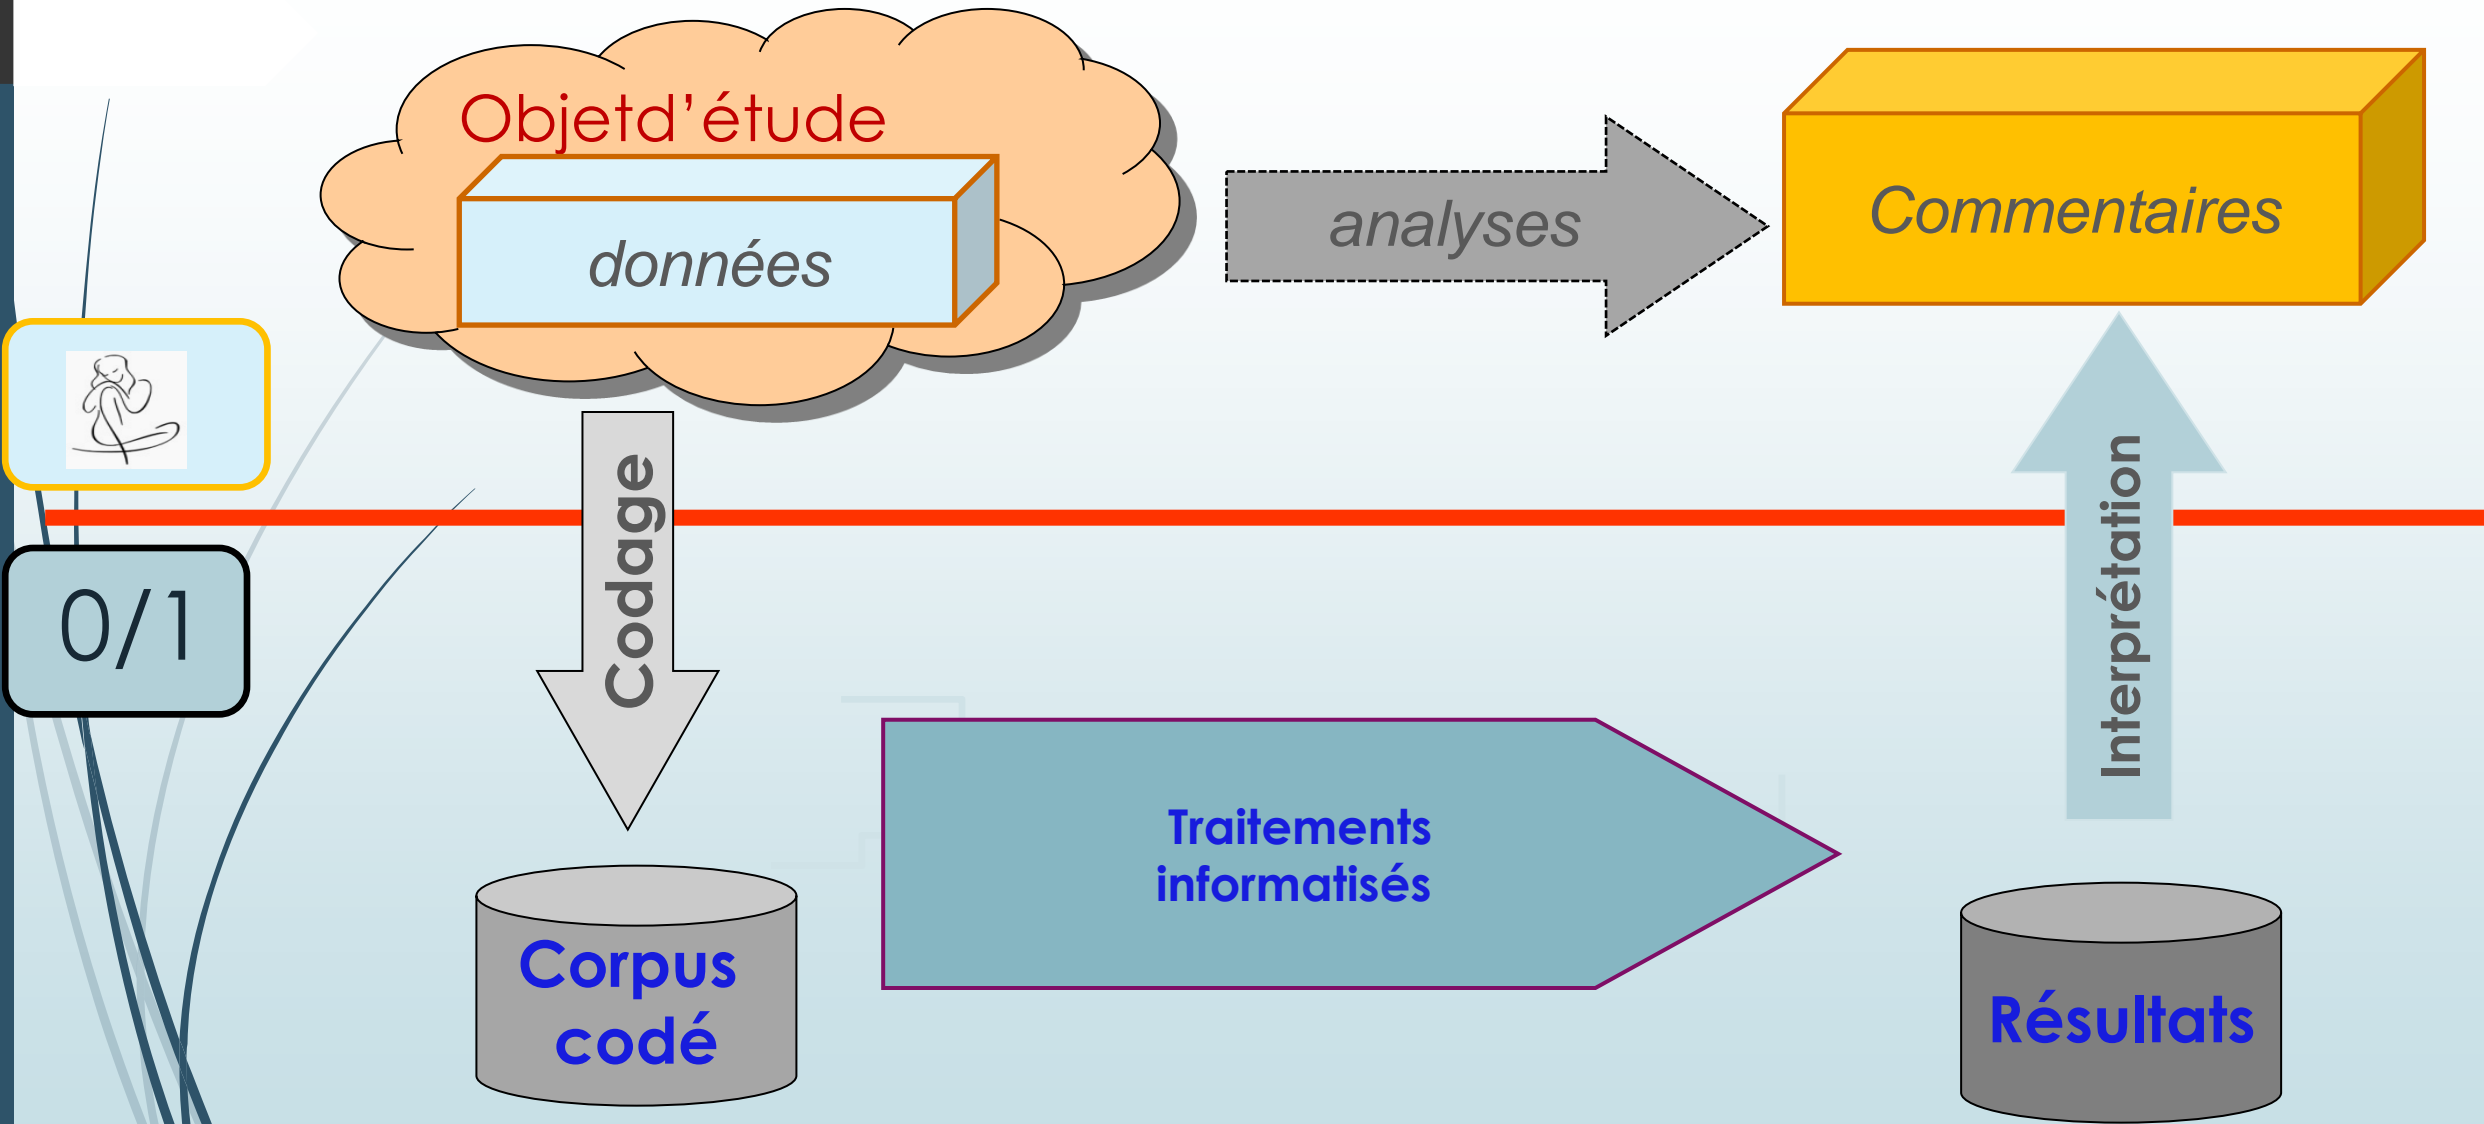 Objetd'étude
données
analyses
Commentaires
Codage
Interprétation
0/1
Traitements
informatisés
Corpus
codé
Résultats